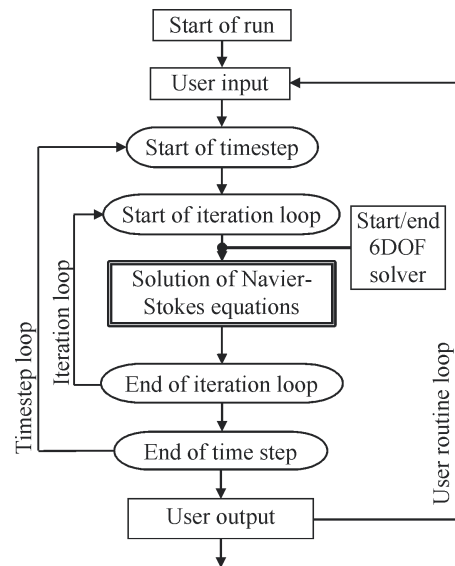 Start of run
User input
Start of timestep
Start of iteration loop
Start/end
6DOF
solver
Solution of Navier-
Stokes equations
End of iteration loop
End of time step
User output
Timestep loop
Iteration loop
User routine loop